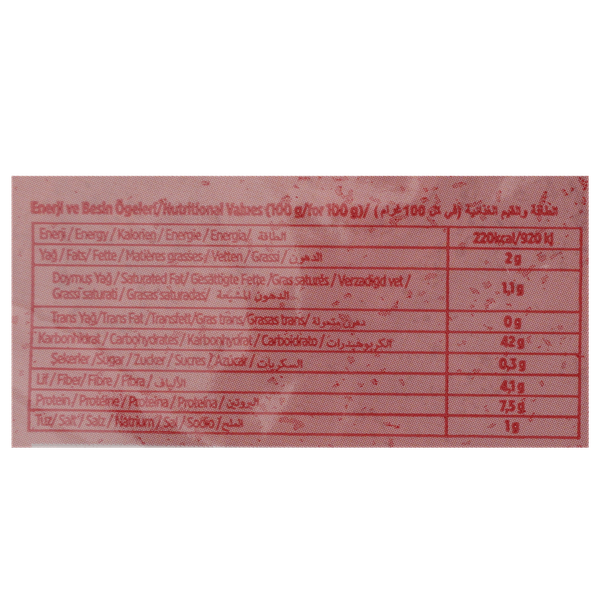 Enerji ve Besin Ögeleri/Nutritional Values (100 g/for 100 g)/ الطاقة والقيم الغذائية (في كل 100 غرام)
Enerji / Energy / Kalorien / Energie / Energia/ الطاقة 220kcal/920 kj
Yağ / Fats / Fette / Matières grasses / Vetten / Grassi / الدهون 2 g
Doymuş Yağ / Saturated Fat/ Gesättigte Fette /Gras saturés / Verzadigd vet / 1,1 g
Grassi saturati / Grasas saturadas/ الدهون المشبعة
Trans Yağ/Trans Fat / Transfett/Gras trans/Grasas trans/ دهون متحولة 0 g
Karbonhidrat / Carbohydrates / Karbonhydrat / Carboidrato / الكربوهيدرات 42 g
Şekerler /Sugar / Zucker / Sucres / Azúcar / السكريات 0,3 g
Lif / Fiber / Fibre / Fibra / الألياف 4,1 g
Protein / Protéine / Proteina / Proteína / البروتين 7,5 g
Tuz/ Salt / Salz / Natrium / Sal / Sodio / الملح 1 g